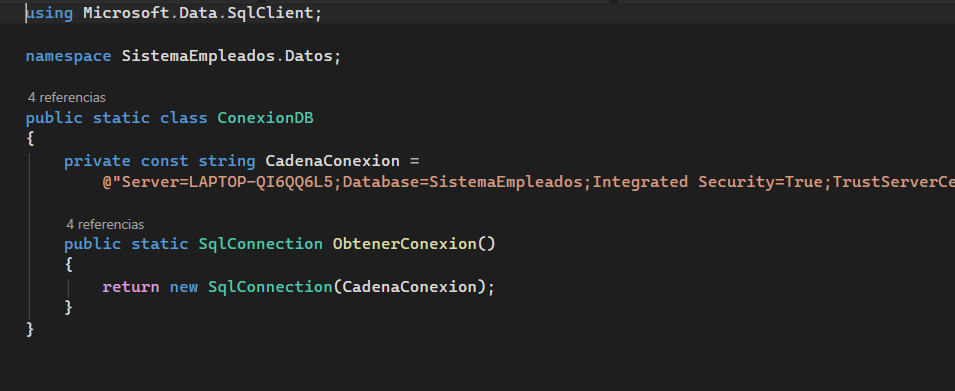 using Microsoft.Data.SqlClient;
namespace SistemaEmpleados.Datos;
4 referencias
public static class ConexionDB
{
private const string CadenaConexion =
@"Server=LAPTOP-QI6QQ6L5;Database=SistemaEmpleados;Integrated Security=True;TrustServerCe
4 referencias
public static SqlConnection ObtenerConexion()
{
return new SqlConnection(CadenaConexion);
}
}